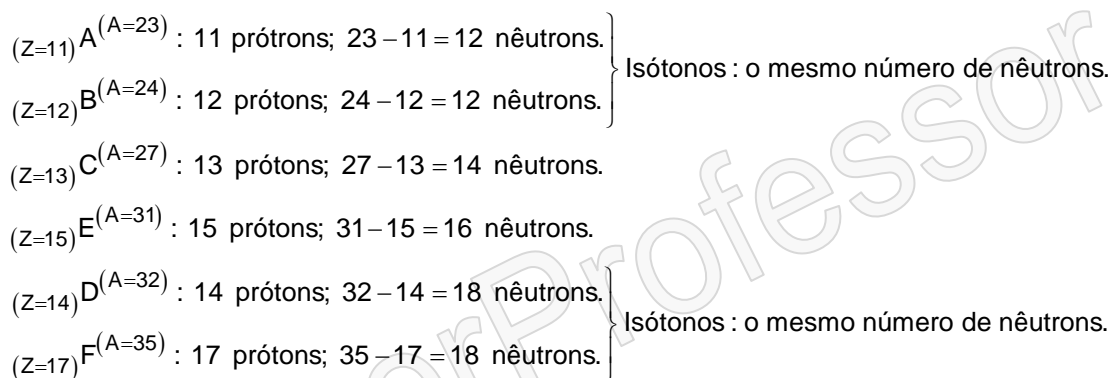 (Z=11)A(A=23) : 11 prótrons; 23 – 11 = 12 nêutrons.
(Z=12)B(A=24) : 12 prótons; 24 – 12 = 12 nêutrons.
Isótonos : o mesmo número de nêutrons.
(Z=13)C(A=27) : 13 prótons; 27 – 13 = 14 nêutrons.
(Z=15)E(A=31) : 15 prótons; 31 – 15 = 16 nêutrons.
(Z=14)D(A=32) : 14 prótons; 32 – 14 = 18 nêutrons.
(Z=17)F(A=35) : 17 prótons; 35 – 17 = 18 nêutrons.
Isótonos : o mesmo número de nêutrons.
orProfessor